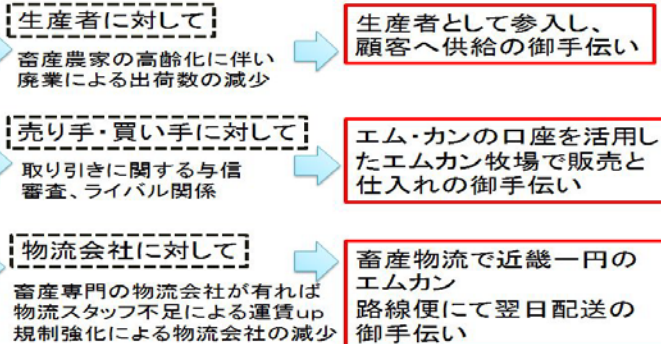 生産者に対して
畜産農家の高齢化に伴い
廃業による出荷数の減少
生産者として参入し、
顧客へ供給の御手伝い
売り手・買い手に対して
取り引きに関する与信
審査、ライバル関係
エム・カンの口座を活用し
たエムカン牧場で販売と
仕入れの御手伝い
物流会社に対して
畜産専門の物流会社が有れば
物流スタッフ不足による運賃up
規制強化による物流会社の減少
畜産物流で近畿一円の
エムカン
路線便にて翌日配送の
御手伝い